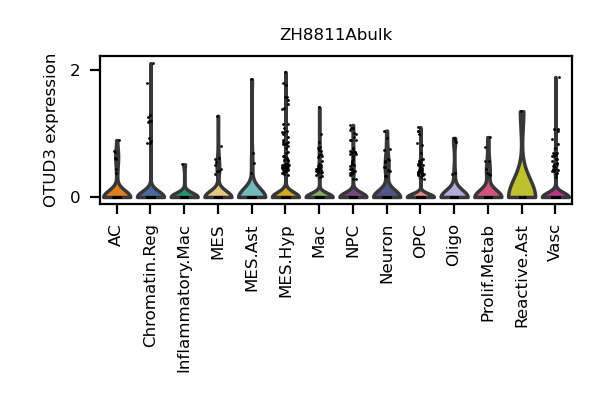 ZH8811Abulk
OTUD3 expression
2
0
AC
Chromatin.Reg
Inflammatory.Mac
MES
MES.Ast
MES.Hyp
Mac
NPC
Neuron
OPC
Oligo
Prolif.Metab
Reactive.Ast
Vasc